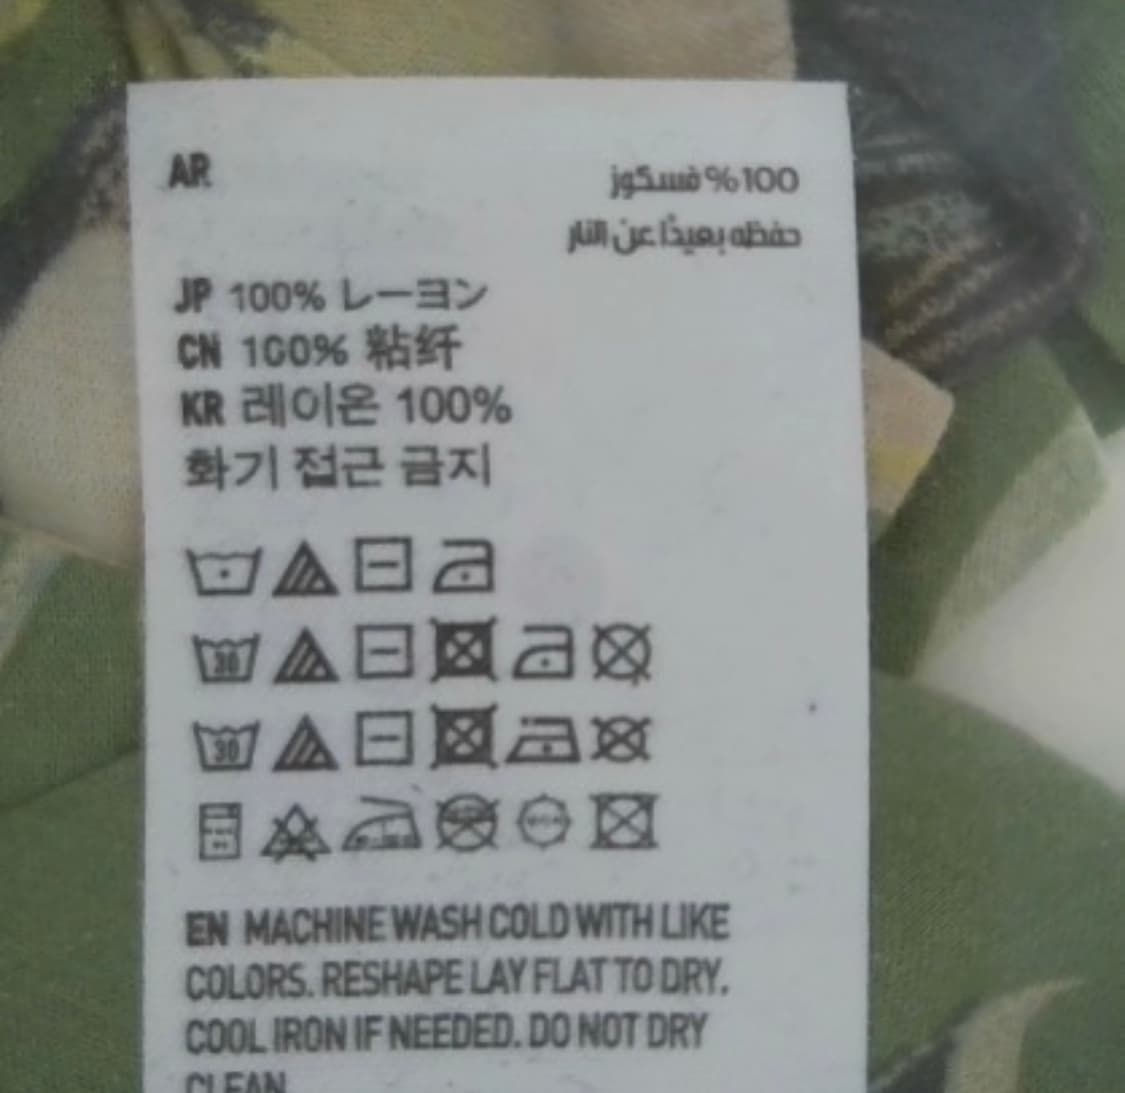 AR
100% فسكوز
حفظه بعيدًا عن النار
JP 100% レーヨン
CN 100% 粘纤
KR 레이온 100%
화기 접근 금지
30
30
EN MACHINE WASH COLD WITH LIKE
COLORS. RESHAPE LAY FLAT TO DRY.
COOL IRON IF NEEDED. DO NOT DRY
CLEAN